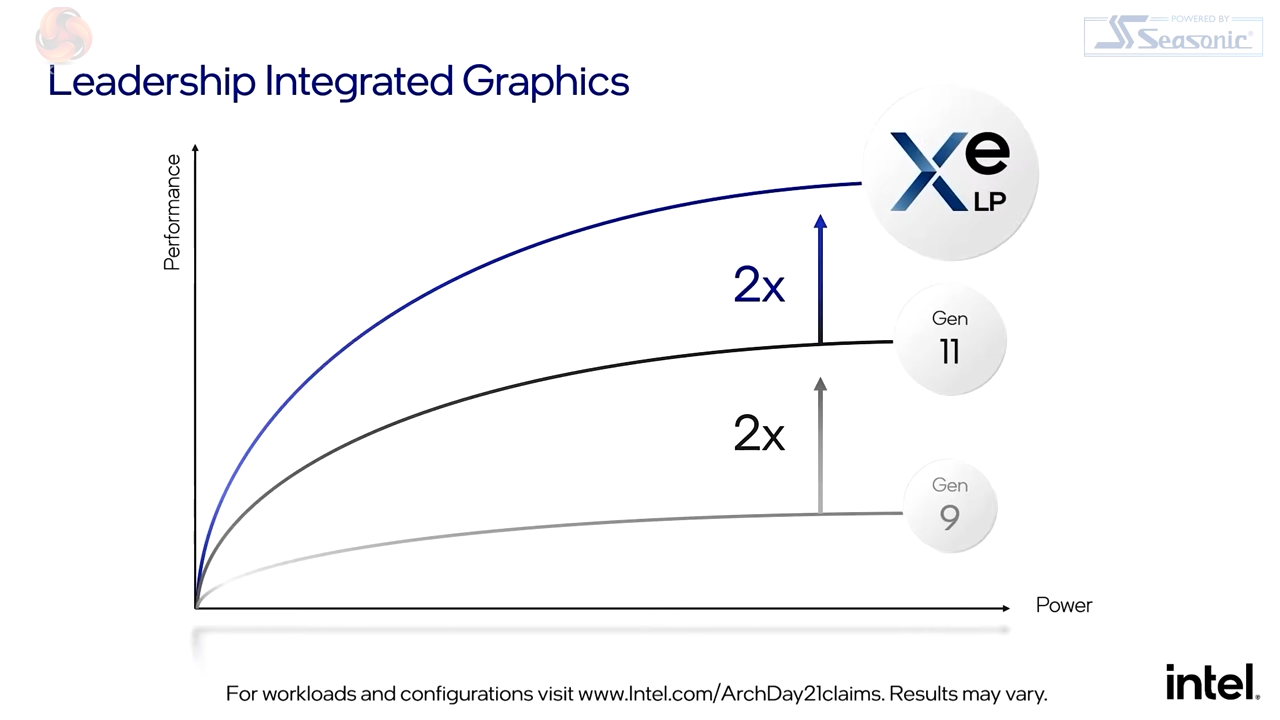 POWERED BY
Seasonic
Leadership Integrated Graphics
Performance
Xe
LP
2x
Gen
11
2x
Gen
9
Power
For workloads and configurations visit www.Intel.com/ArchDay21claims. Results may vary.
intel.